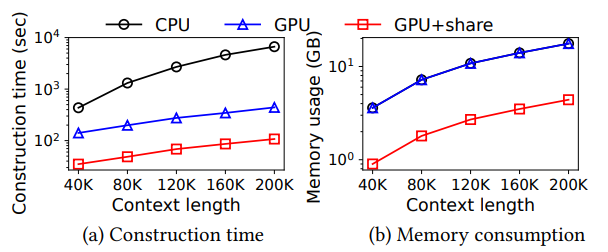 CPU GPU GPU+share
Construction time (sec)
10^4
10^3
10^2
40K 80K 120K 160K 200K
Context length
(a) Construction time
Memory usage (GB)
10^1
10^0
40K 80K 120K 160K 200K
Context length
(b) Memory consumption